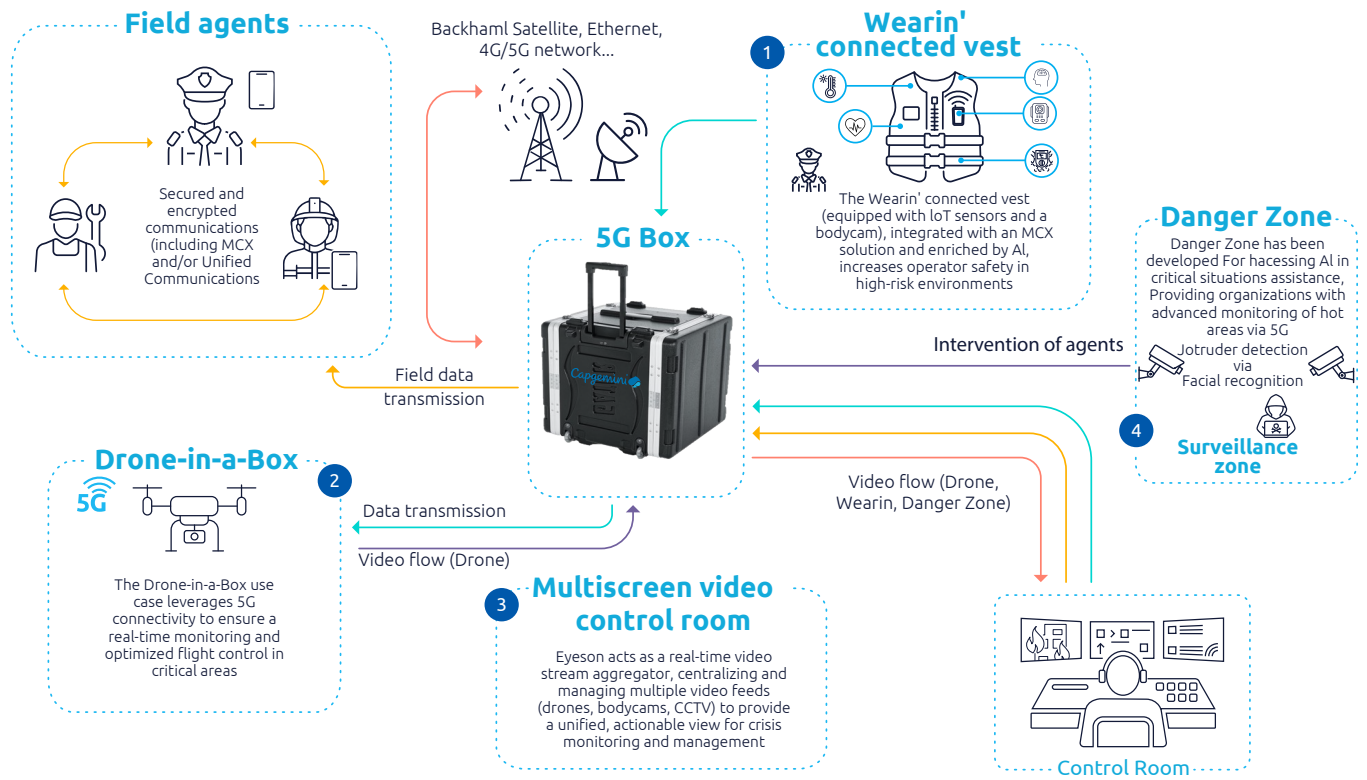 Field agents
Secured and
encrypted
communications
(including MCX
and/or Unified
Communications
Backhaml Satellite, Ethernet,
4G/5G network...
1
Wearin'
connected vest
The Wearin' connected vest
(equipped with loT sensors and a
bodycam), integrated with an MCX
solution and enriched by Al,
increases operator safety in
high-risk environments
Danger Zone
Danger Zone has been
developed For hacessing Al in
critical situations assistance,
Providing organizations with
advanced monitoring of hot
areas via 5G
Jotruder detection
via
Facial recognition
4
Surveillance
zone
5G Box
Capgemini
Intervention of agents
Field data
transmission
Drone-in-a-Box
2
5G
The Drone-in-a-Box use
case leverages 5G
connectivity to ensure a
real-time monitoring and
optimized flight control in
critical areas
Data transmission
Video flow (Drone)
Video flow (Drone,
Wearin, Danger Zone)
3
Multiscreen video
control room
Eyeson acts as a real-time video
stream aggregator, centralizing and
managing multiple video feeds
(drones, bodycams, CCTV) to provide
a unified, actionable view for crisis
monitoring and management
Control Room